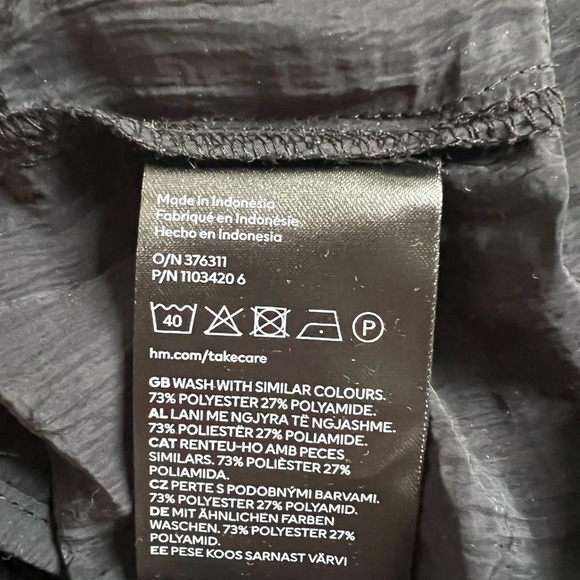 Made in Indonesia
Fabriqué en Indonésie
Hecho en Indonesia
O/N 376311
P/N 1103420 6
40 P
hm.com/takecare
GB WASH WITH SIMILAR COLOURS.
73% POLYESTER 27% POLYAMIDE.
AL LANI ME NGJYRA TË NGJASHME.
73% POLIESTËR 27% POLIAMIDE.
CAT RENTEU-HO AMB PECES
SIMILARS. 73% POLIÈSTER 27%
POLIAMIDA.
CZ PERTE S PODOBNÝMI BARVAMI.
73% POLYESTER 27% POLYAMID.
DE MIT ÄHNLICHEN FARBEN
WASCHEN. 73% POLYESTER 27%
POLYAMID.
EE PESE KOOS SARNAST VÄRVI